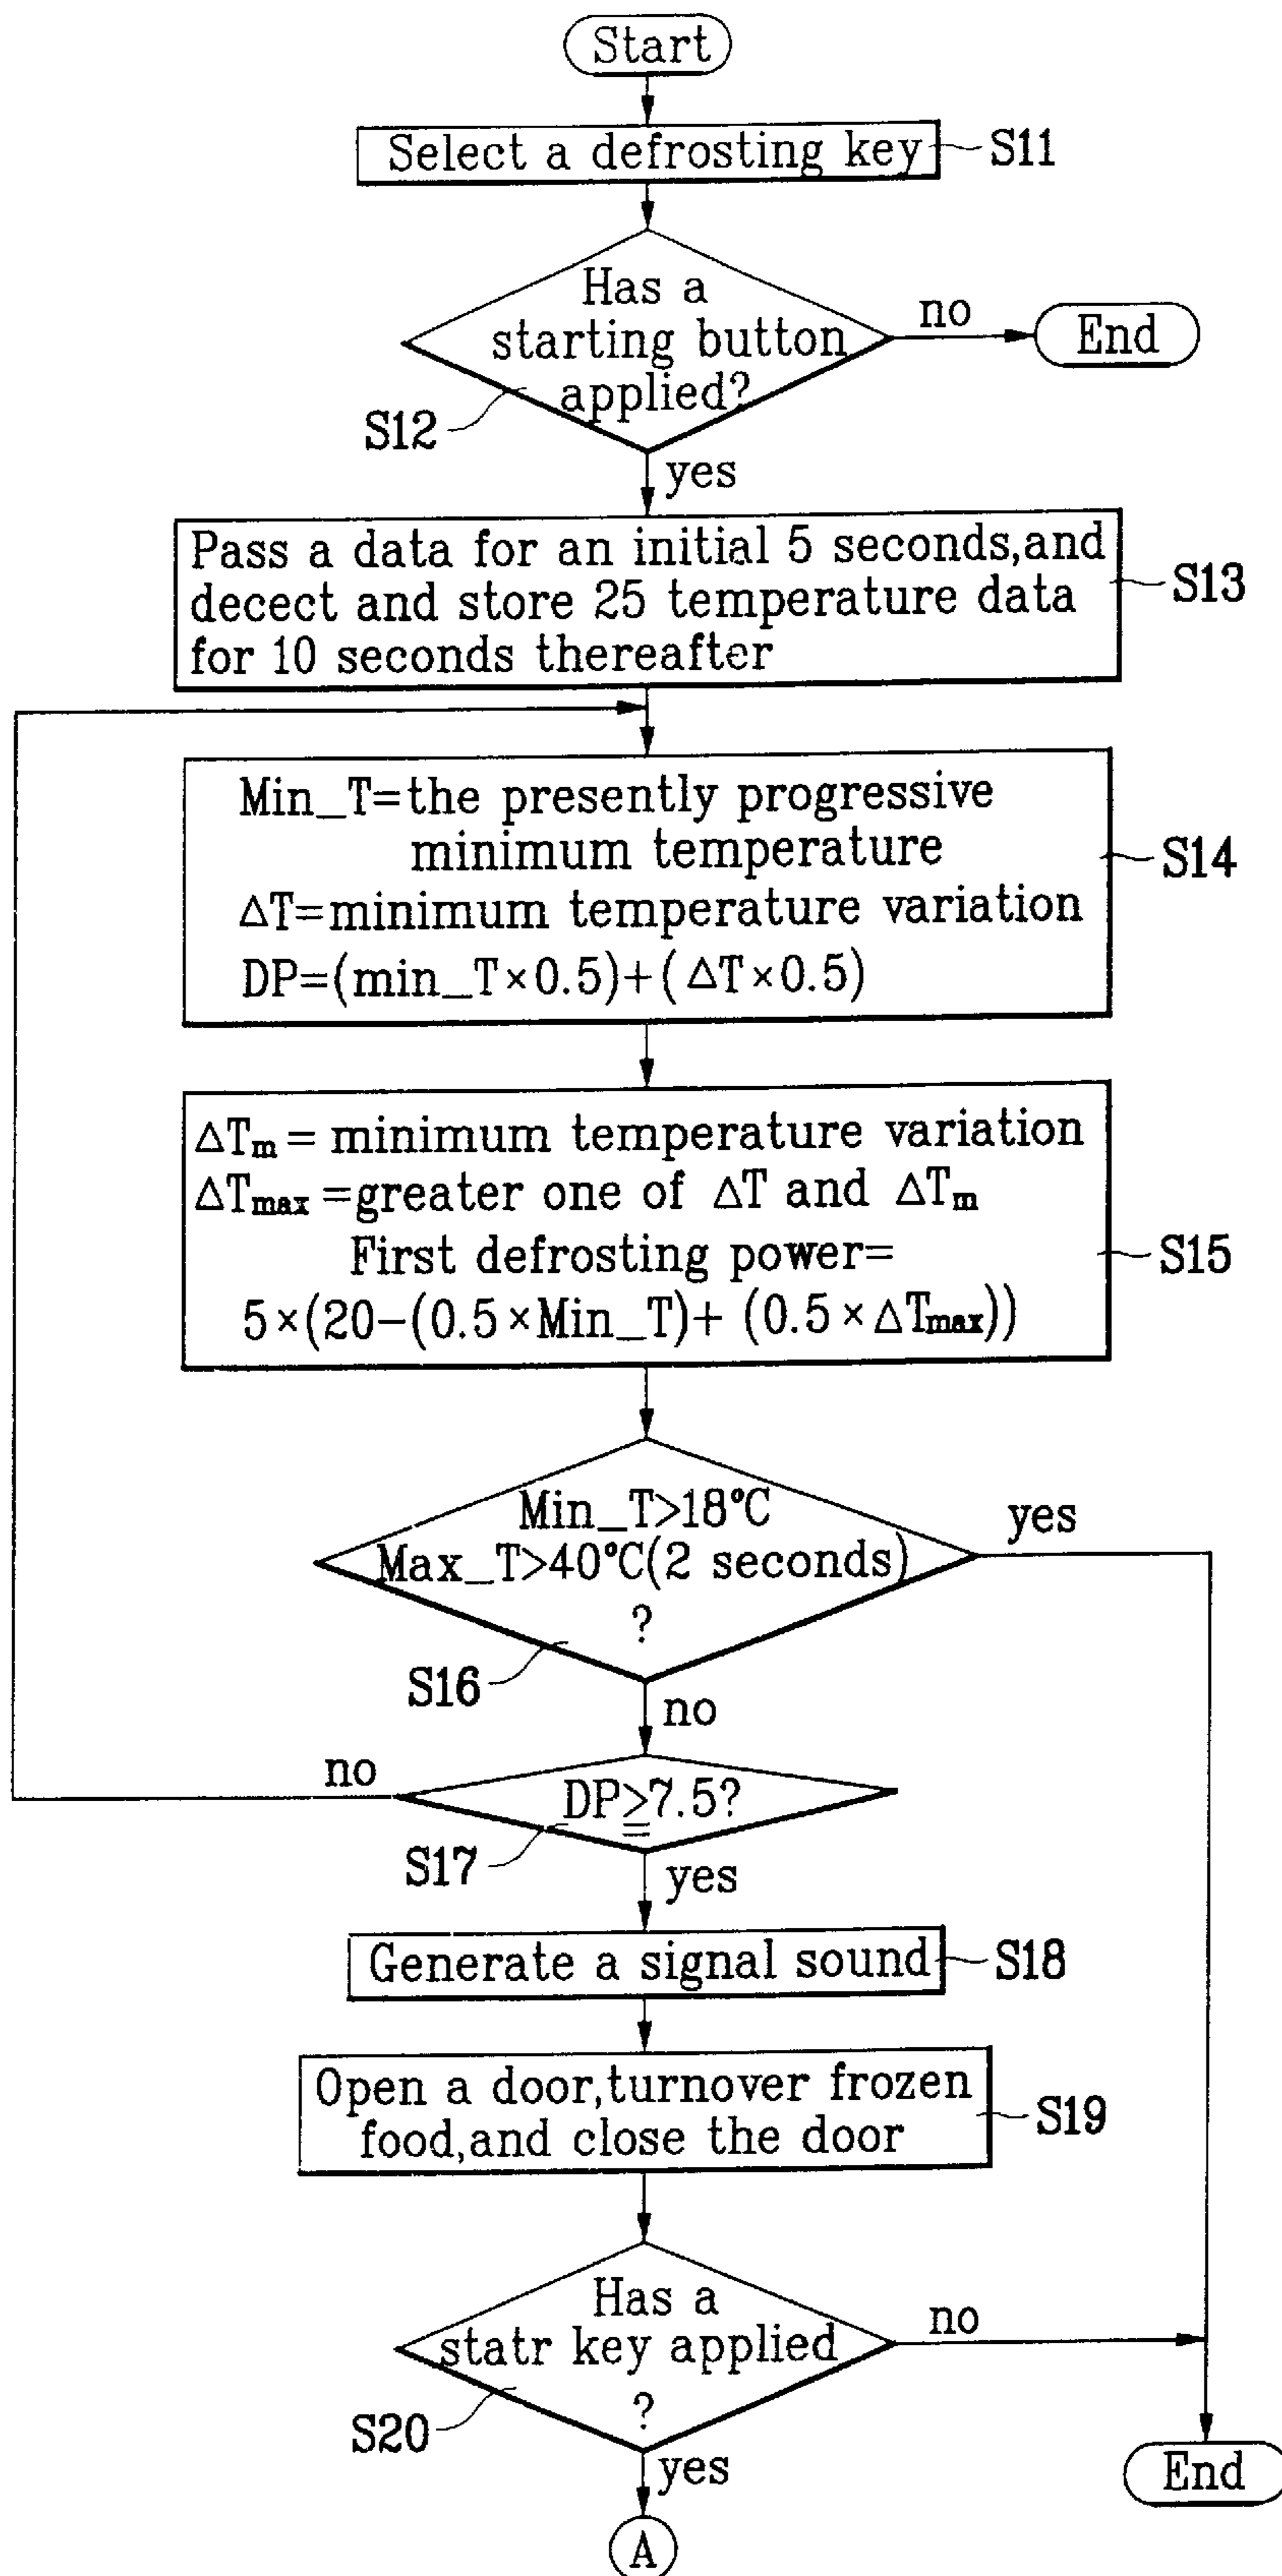 Start
Select a defrosting key
S11
Has a
starting button
applied?
S12
no
End
yes
Pass a data for an initial 5 seconds,and
decect and store 25 temperature data
for 10 seconds thereafter
S13
Min_T=the presently progressive
minimum temperature
ΔT=minimum temperature variation
DP=(min_T×0.5)+(ΔT×0.5)
S14
ΔTm = minimum temperature variation
ΔTmax =greater one of ΔT and ΔTm
First defrosting power=
5×(20-(0.5×Min_T)+ (0.5×ΔTmax))
S15
Min_T>18°C
Max_T>40°C(2 seconds)
?
S16
yes
no
DP≧7.5?
S17
no
yes
Generate a signal sound
S18
Open a door,turnover frozen
food,and close the door
S19
Has a
statr key applied
?
S20
no
yes
End
A